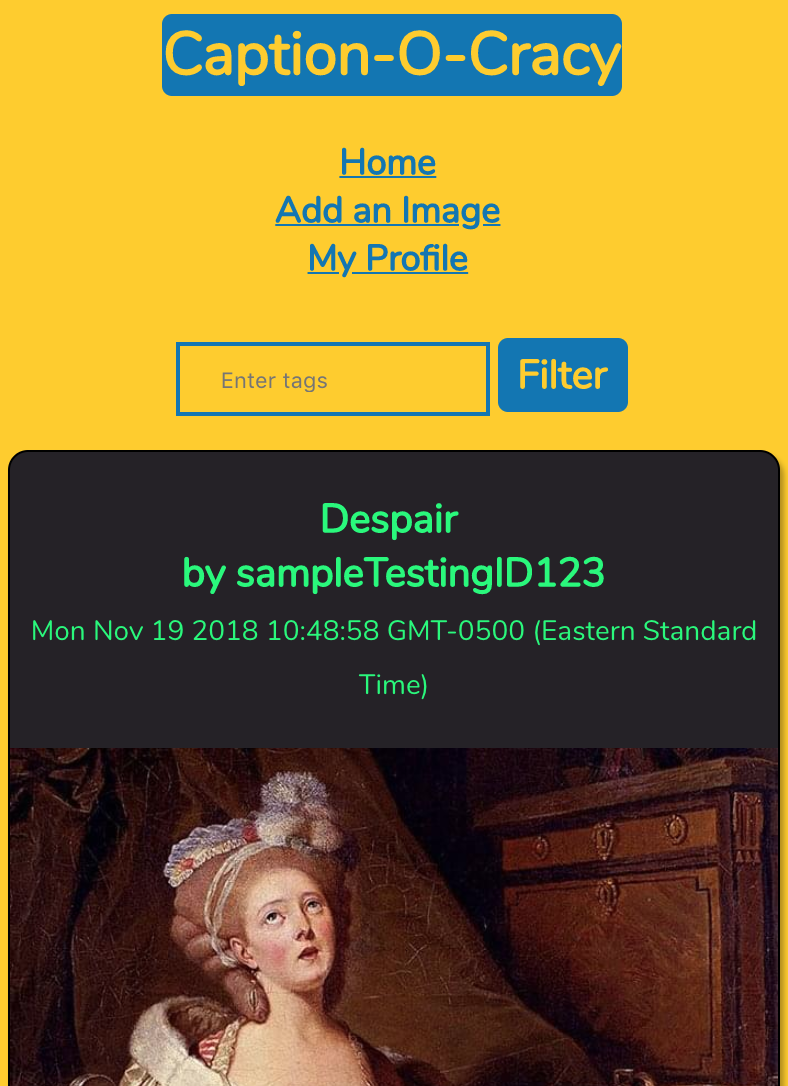 Caption-O-Cracy
Home
Add an Image
My Profile
Enter tags
Filter
Despair
by sampleTestingID123
Mon Nov 19 2018 10:48:58 GMT-0500 (Eastern Standard
Time)